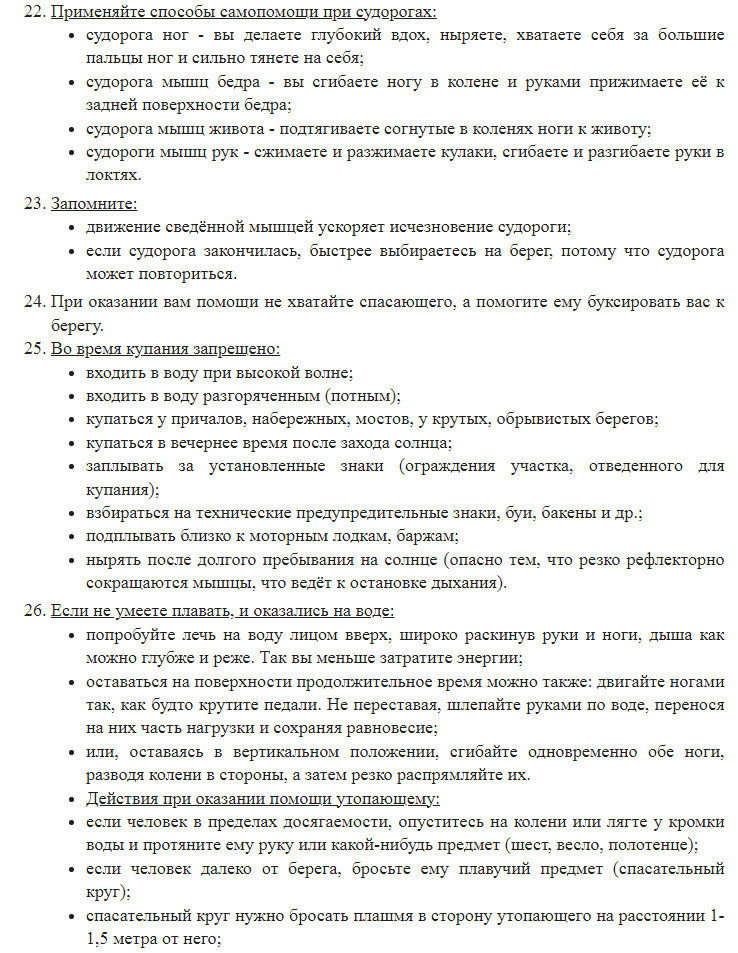 22. Применяйте способы самопомощи при судорогах:
• судорога ног - вы делаете глубокий вдох, ныряете, хватаете себя за большие
пальцы ног и сильно тянете на себя;
• судорога мышц бедра - вы сгибаете ногу в колене и руками прижимаете её к
задней поверхности бедра;
• судорога мышц живота - подтягиваете согнутые в коленях ноги к животу;
• судороги мышц рук - сжимаете и разжимаете кулаки, сгибаете и разгибаете руки в
локтях.
23. Запомните:
• движение сведённой мышцей ускоряет исчезновение судороги;
• если судорога закончилась, быстрее выбираетесь на берег, потому что судорога
может повториться.
24. При оказании вам помощи не хватайте спасающего, а помогите ему буксировать вас к
берегу.
25. Во время купания запрещено:
• входить в воду при высокой волне;
• входить в воду разгоряченным (потным);
• купаться у причалов, набережных, мостов, у крутых, обрывистых берегов;
• купаться в вечернее время после захода солнца;
• заплывать за установленные знаки (ограждения участка, отведенного для
купания);
• взбираться на технические предупредительные знаки, буи, бакены и др.;
• подплывать близко к моторным лодкам, баржам;
• нырять после долгого пребывания на солнце (опасно тем, что резко рефлекторно
сокращаются мышцы, что ведёт к остановке дыхания).
26. Если не умеете плавать, и оказались на воде:
• попробуйте лечь на воду лицом вверх, широко раскинув руки и ноги, дыша как
можно глубже и реже. Так вы меньше затратите энергии;
• оставаться на поверхности продолжительное время можно также: двигайте ногами
так, как будто крутите педали. Не переставая, шлепайте руками по воде, перенося
на них часть нагрузки и сохраняя равновесие;
• или, оставаясь в вертикальном положении, сгибайте одновременно обе ноги,
разводя колени в стороны, а затем резко распрямляйте их.
• Действия при оказании помощи утопающему:
• если человек в пределах досягаемости, опуститесь на колени или лягте у кромки
воды и протяните ему руку или какой-нибудь предмет (шест, весло, полотенце);
• если человек далеко от берега, бросьте ему плавучий предмет (спасательный
круг);
• спасательный круг нужно бросать плашмя в сторону утопающего на расстоянии 1-
1,5 метра от него;